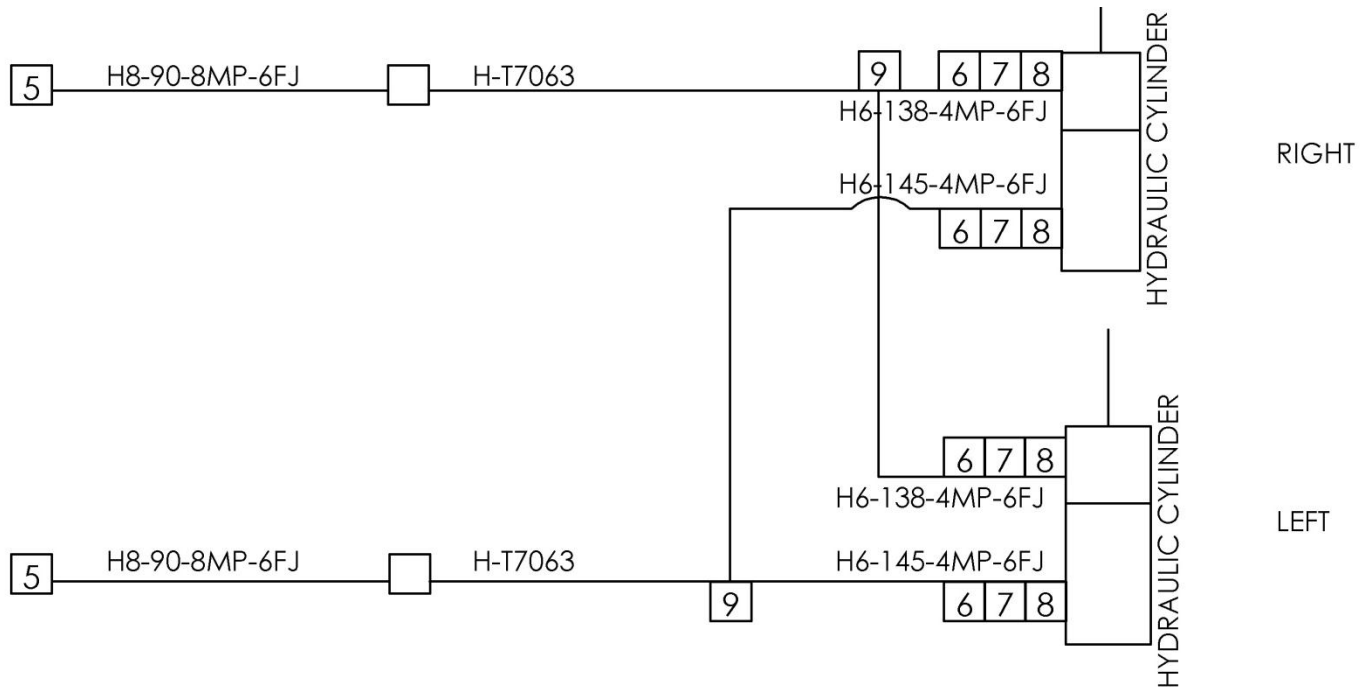 5
H8-90-8MP-6FJ
H-T7063
9
6 7 8
H6-138-4MP-6FJ
HYDRAULIC CYLINDER
RIGHT
H6-145-4MP-6FJ
6 7 8
6 7 8
H6-138-4MP-6FJ
HYDRAULIC CYLINDER
LEFT
5
H8-90-8MP-6FJ
H-T7063
9
H6-145-4MP-6FJ
6 7 8